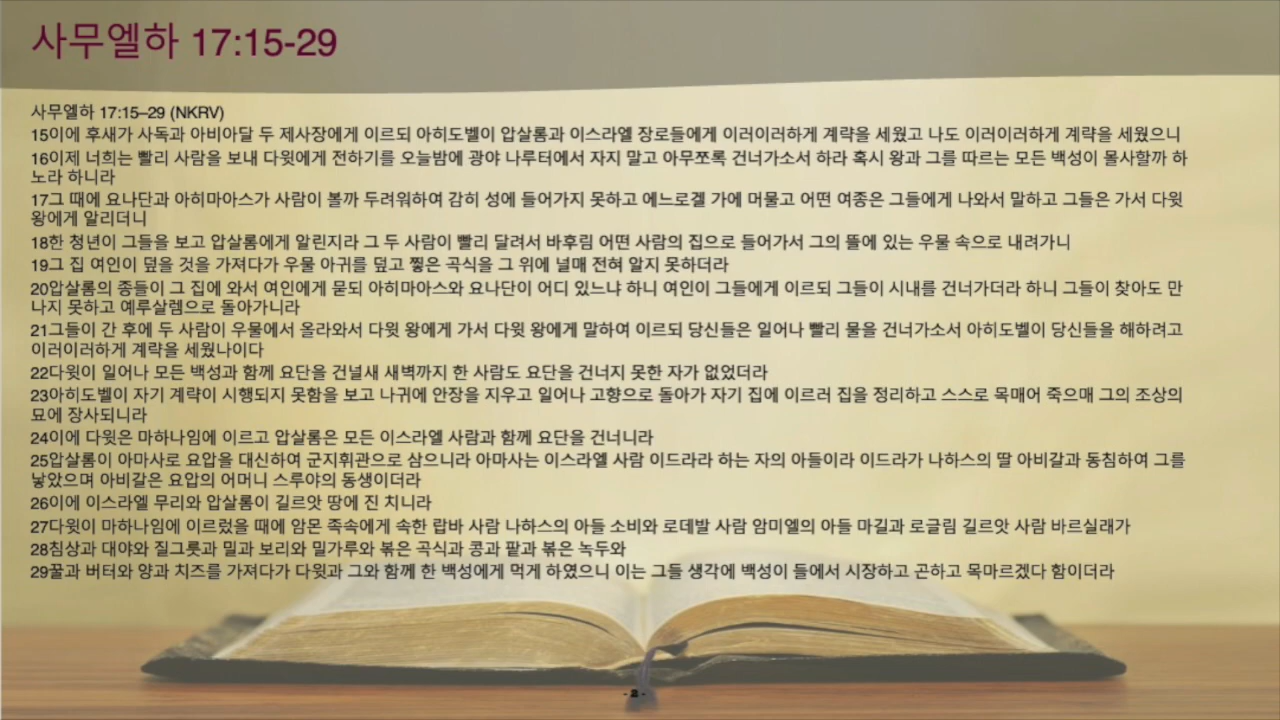 사무엘하 17:15-29
사무엘하 17:15–29 (NKRV)
15이에 후새가 사독과 아비아달 두 제사장에게 이르되 아히도벨이 압살롬과 이스라엘 장로들에게 이러이러하게 계략을 세웠고 나도 이러이러하게 계략을 세웠으니
16이제 너희는 빨리 사람을 보내 다윗에게 전하기를 오늘밤에 광야 나루터에서 자지 말고 아무쪼록 건너가소서 하라 혹시 왕과 그를 따르는 모든 백성이 몰사할까 하
노라 하니라
17그 때에 요나단과 아히마아스가 사람이 볼까 두려워하여 감히 성에 들어가지 못하고 에느로겔 가에 머물고 어떤 여종은 그들에게 나와서 말하고 그들은 가서 다윗
왕에게 알리더니
18한 청년이 그들을 보고 압살롬에게 알린지라 그 두 사람이 빨리 달려서 바후림 어떤 사람의 집으로 들어가서 그의 뜰에 있는 우물 속으로 내려가니
19그 집 여인이 덮을 것을 가져다가 우물 아귀를 덮고 찧은 곡식을 그 위에 널매 전혀 알지 못하더라
20압살롬의 종들이 그 집에 와서 여인에게 묻되 아히마아스와 요나단이 어디 있느냐 하니 여인이 그들에게 이르되 그들이 시내를 건너가더라 하니 그들이 찾아도 만
나지 못하고 예루살렘으로 돌아가니라
21그들이 간 후에 두 사람이 우물에서 올라와서 다윗 왕에게 가서 다윗 왕에게 말하여 이르되 당신들은 일어나 빨리 물을 건너가소서 아히도벨이 당신들을 해하려고
이러이러하게 계략을 세웠나이다
22다윗이 일어나 모든 백성과 함께 요단을 건널새 새벽까지 한 사람도 요단을 건너지 못한 자가 없었더라
23아히도벨이 자기 계략이 시행되지 못함을 보고 나귀에 안장을 지우고 일어나 고향으로 돌아가 자기 집에 이르러 집을 정리하고 스스로 목매어 죽으매 그의 조상의
묘에 장사되니라
24이에 다윗은 마하나임에 이르고 압살롬은 모든 이스라엘 사람과 함께 요단을 건너니라
25압살롬이 아마사로 요압을 대신하여 군지휘관으로 삼으니라 아마사는 이스라엘 사람 이드라라 하는 자의 아들이라 이드라가 나하스의 딸 아비갈과 동침하여 그를
낳았으며 아비갈은 요압의 어머니 스루야의 동생이더라
26이에 이스라엘 무리와 압살롬이 길르앗 땅에 진 치니라
27다윗이 마하나임에 이르렀을 때에 암몬 족속에게 속한 랍바 사람 나하스의 아들 소비와 로데발 사람 암미엘의 아들 마길과 로글림 길르앗 사람 바르실래가
28침상과 대야와 질그릇과 밀과 보리와 밀가루와 볶은 곡식과 콩과 팥과 볶은 녹두와
29꿀과 버터와 양과 치즈를 가져다가 다윗과 그와 함께 한 백성에게 먹게 하였으니 이는 그들 생각에 백성이 들에서 시장하고 곤하고 목마르겠다 함이더라
- 2 -